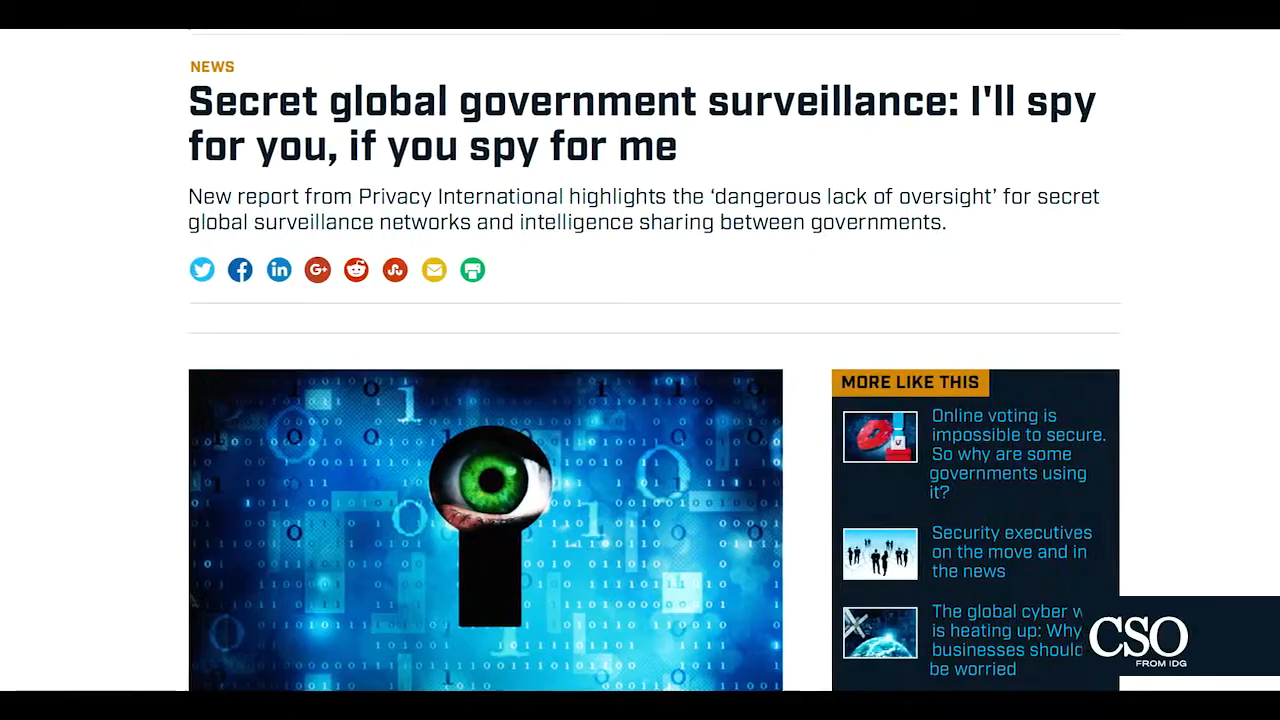 NEWS
Secret global government surveillance: I'll spy
for you, if you spy for me
New report from Privacy International highlights the ‘dangerous lack of oversight’ for secret
global surveillance networks and intelligence sharing between governments.
MORE LIKE THIS
Online voting is
impossible to secure.
So why are some
governments using
it?
Security executives
on the move and in
the news
The global cyber
is heating up: Why
businesses should
be worried
CSO
FROM IDG